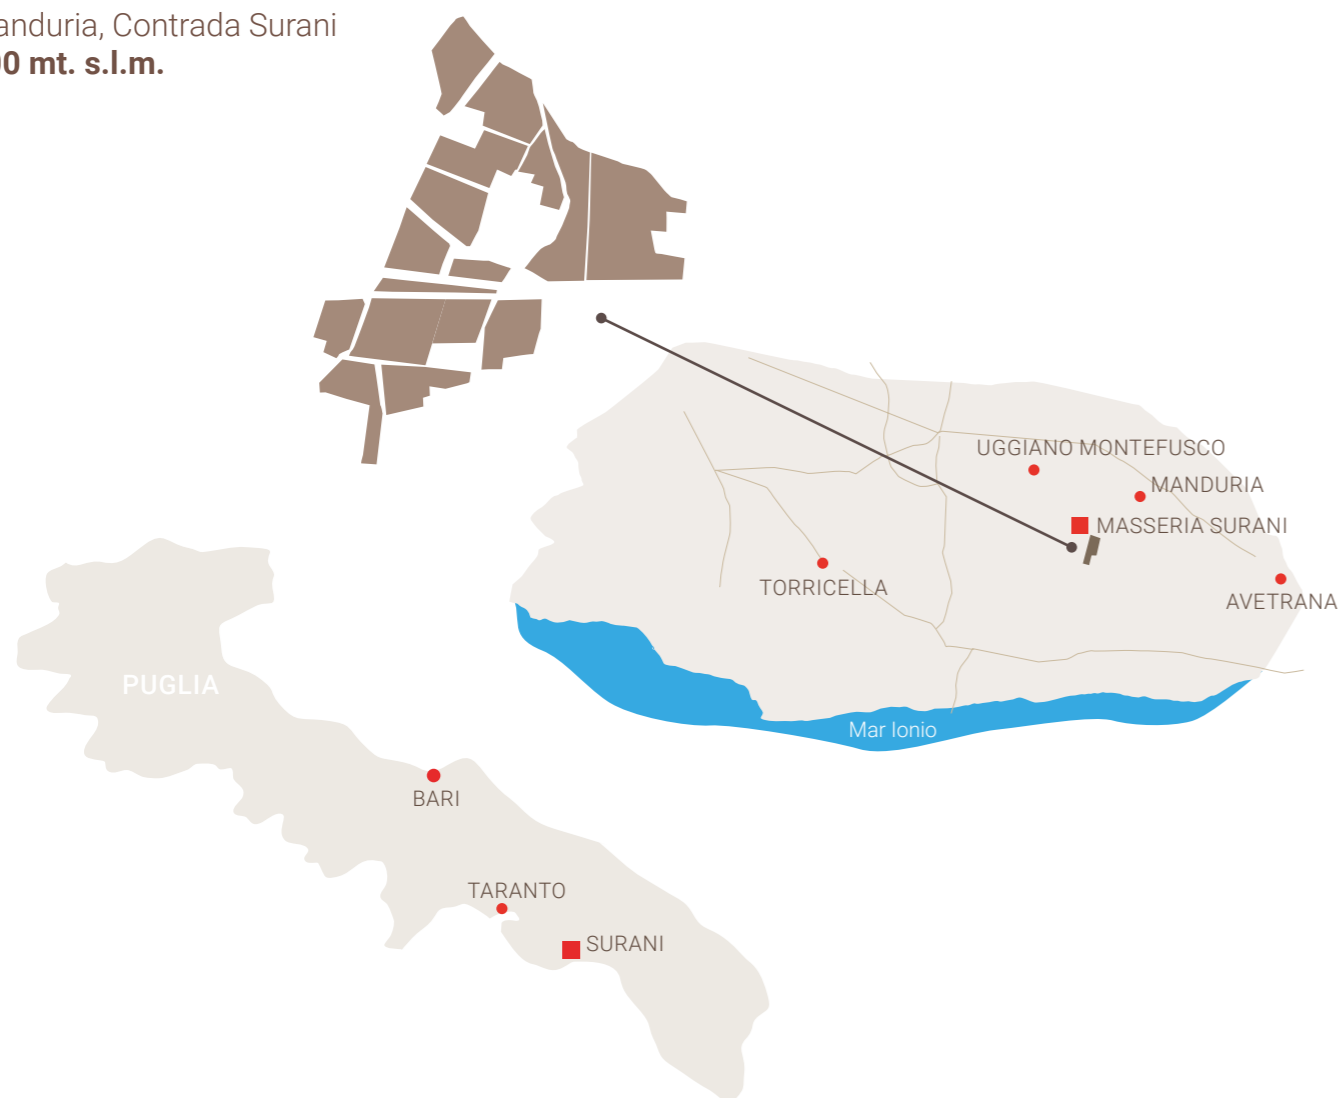 anduria, Contrada Surani
0 mt. s.l.m.
UGGIANO MONTEFUSCO
MANDURIA
MASSERIA SURANI
TORRICELLA
AVETRANA
Mar Ionio
PUGLIA
BARI
TARANTO
SURANI